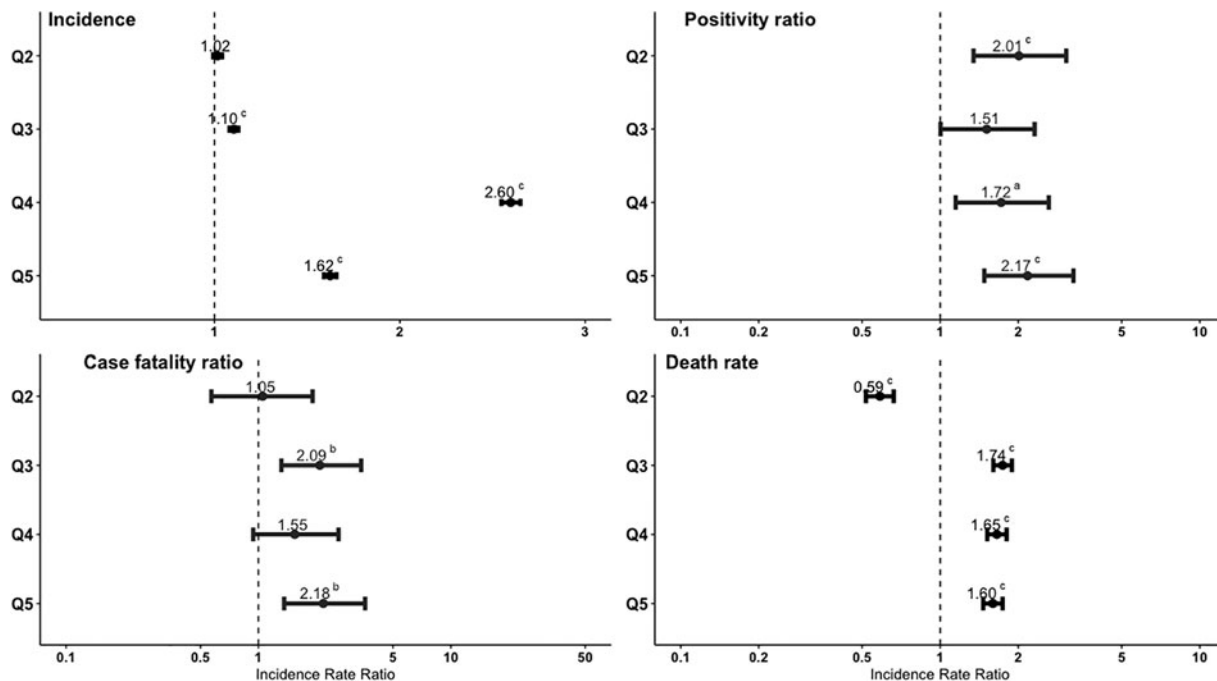 Incidence
Q2
1.02
Q3
1.10 c
Q4
2.60 c
Q5
1.62 c
1 2 3
Positivity ratio
2.01 c
1.51
1.72 a
2.17 c
0.1 0.2 0.5 1 2 5 10
Case fatality ratio
Q2
1.05
Q3
2.09 b
Q4
1.55
Q5
2.18 b
0.1 0.5 1 5 10 50
Incidence Rate Ratio
Death rate
Q2
0.59 c
Q3
1.74 c
Q4
1.65 c
Q5
1.60 c
0.1 0.2 0.5 1 2 5 10
Incidence Rate Ratio